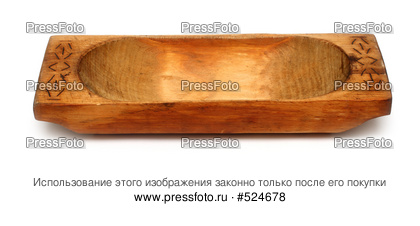 PressFoto PressFoto PressFoto
PressFoto PressFoto PressFoto
PressFoto PressFoto PressFoto
Использование этого изображения законно только после его покупки
www.pressfoto.ru · #524678